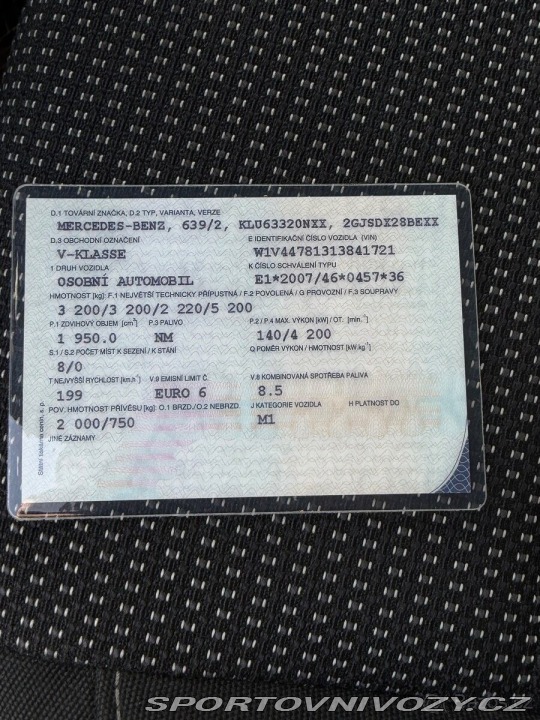 D.1 TOVÁRNÍ ZNAČKA, D.2 TYP, VARIANTA, VERZE
MERCEDES-BENZ, 639/2, KLU63320NXX, 2GJSDX28BEXX
D.3 OBCHODNÍ OZNAČENÍ E IDENTIFIKAČNÍ ČÍSLO VOZIDLA (VIN)
V-KLASSE W1V44781313841721
1 DRUH VOZIDLA K ČÍSLO SCHVÁLENÍ TYPU
OSOBNÍ AUTOMOBIL E1*2007/46*0457*36
HMOTNOST [kg]: F.1 NEJVĚTŠÍ TECHNICKY PŘÍPUSTNÁ / F.2 POVOLENÁ / G PROVOZNÍ / F.3 SOUPRAVY
3 200/3 200/2 220/5 200
P.1 ZDVIHOVÝ OBJEM [cm³] P.3 PALIVO P.2 / P.4 MAX. VÝKON [kW] / OT. [min.⁻¹]
1 950.0 NM 140/4 200
S.1 / S.2 POČET MÍST K SEZENÍ / K STÁNÍ Q POMĚR VÝKON / HMOTNOST [kW.kg⁻¹]
8/0
T NEJVYŠŠÍ RYCHLOST [km.h⁻¹] V.9 EMISNÍ LIMIT Č. V.8 KOMBINOVANÁ SPOTŘEBA PALIVA
199 EURO 6 8.5
POV. HMOTNOST PŘÍVĚSU [kg]: O.1 BRZD./O.2 NEBRZD. J KATEGORIE VOZIDLA H PLATNOST DO
2 000/750 M1
JINÉ ZÁZNAMY
Státní tiskárna cenin, s. p.
SPORTOVNIVOZY.CZ